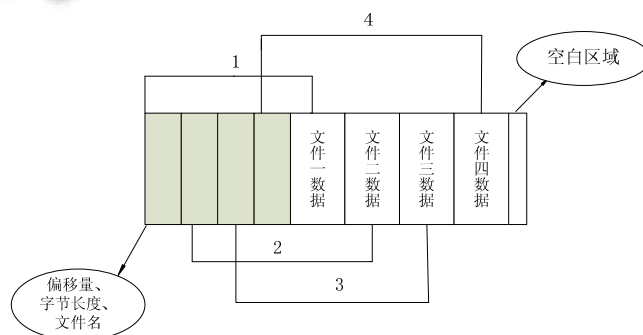 4
1
空白区域
文件一数据
文件二数据
文件三数据
文件四数据
2
3
偏移量、
字节长度、
文件名